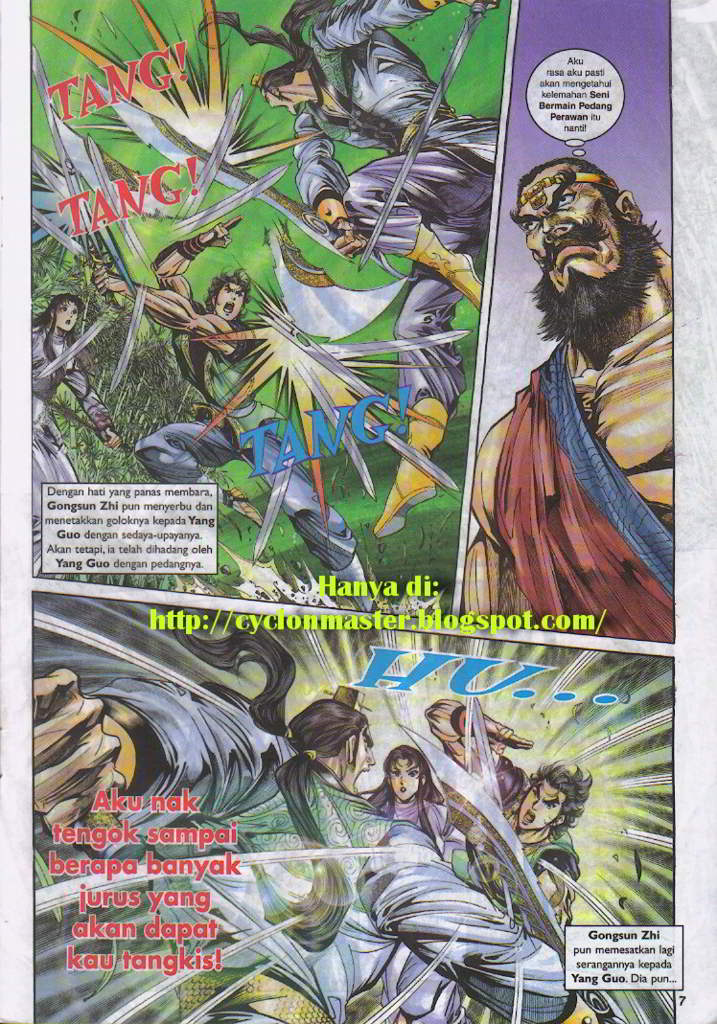 TANG!
TANG!
TANG!
Aku
rasa aku pasti
akan mengetahui
kelemahan Seni
Bermain Pedang
Perawan itu
nanti!
Dengan hati yang panas membara,
Gongsun Zhi pun menyerbu dan
menetakkan goloknya kepada Yang
Guo dengan sedaya-upayanya.
Akan tetapi, ia telah dihadang oleh
Yang Guo dengan pedangnya.
Hanya di:
http://cyclonmaster.blogspot.com/
HU...
Aku nak
tengok sampai
berapa banyak
jurus yang
akan dapat
kau tangkis!
Gongsun Zhi
pun memesatkan lagi
serangannya kepada
Yang Guo. Dia pun...
7